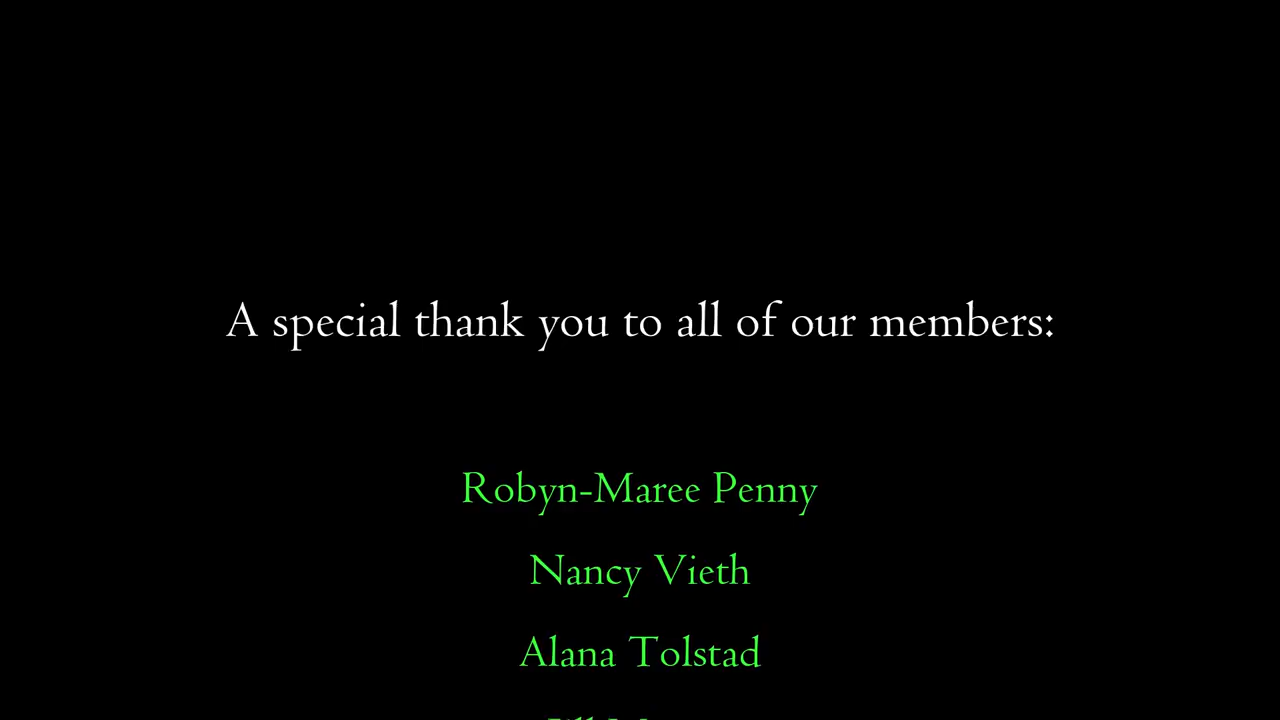 A special thank you to all of our members:
Robyn-Maree Penny
Nancy Vieth
Alana Tolstad